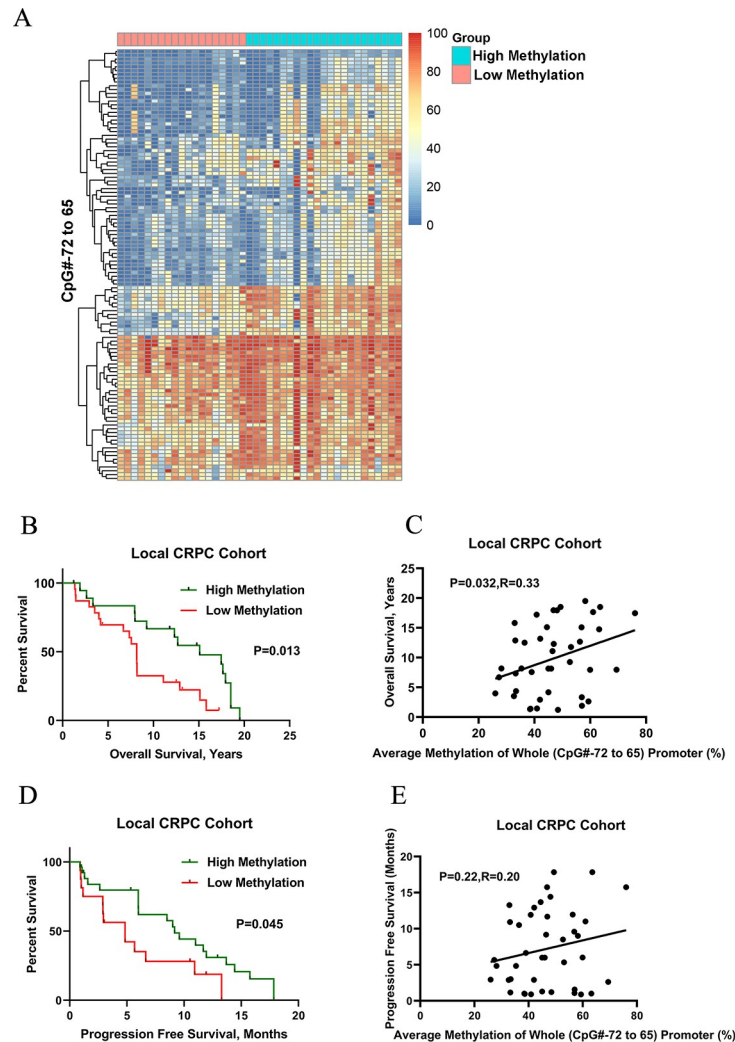 A
Group
High Methylation
Low Methylation
100
80
60
40
20
0
CpG#-72 to 65
B
Local CRPC Cohort
High Methylation
Low Methylation
P=0.013
Percent Survival
100
50
0
0 5 10 15 20 25
Overall Survival, Years
C
Local CRPC Cohort
P=0.032,R=0.33
Overall Survival, Years
25
20
15
10
5
0
0 20 40 60 80
Average Methylation of Whole (CpG#-72 to 65) Promoter (%)
D
Local CRPC Cohort
High Methylation
Low Methylation
P=0.045
Percent Survival
100
50
0
0 5 10 15 20
Progression Free Survival, Months
E
Local CRPC Cohort
P=0.22,R=0.20
Progression Free Survival (Months)
20
15
10
5
0
0 20 40 60 80
Average Methylation of Whole (CpG#-72 to 65) Promoter (%)